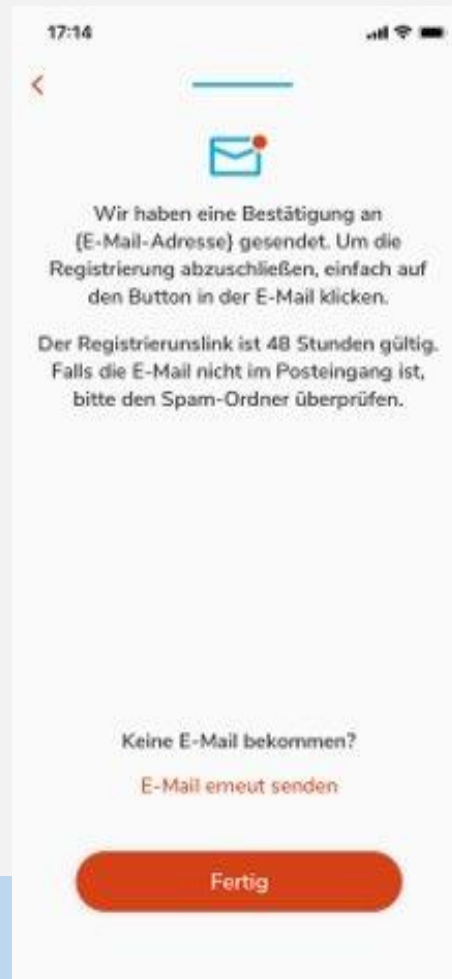 17:14
Wir haben eine Bestätigung an
{E-Mail-Adresse} gesendet. Um die
Registrierung abzuschließen, einfach auf
den Button in der E-Mail klicken.
Der Registrierunslink ist 48 Stunden gültig.
Falls die E-Mail nicht im Posteingang ist,
bitte den Spam-Ordner überprüfen.
Keine E-Mail bekommen?
E-Mail erneut senden
Fertig